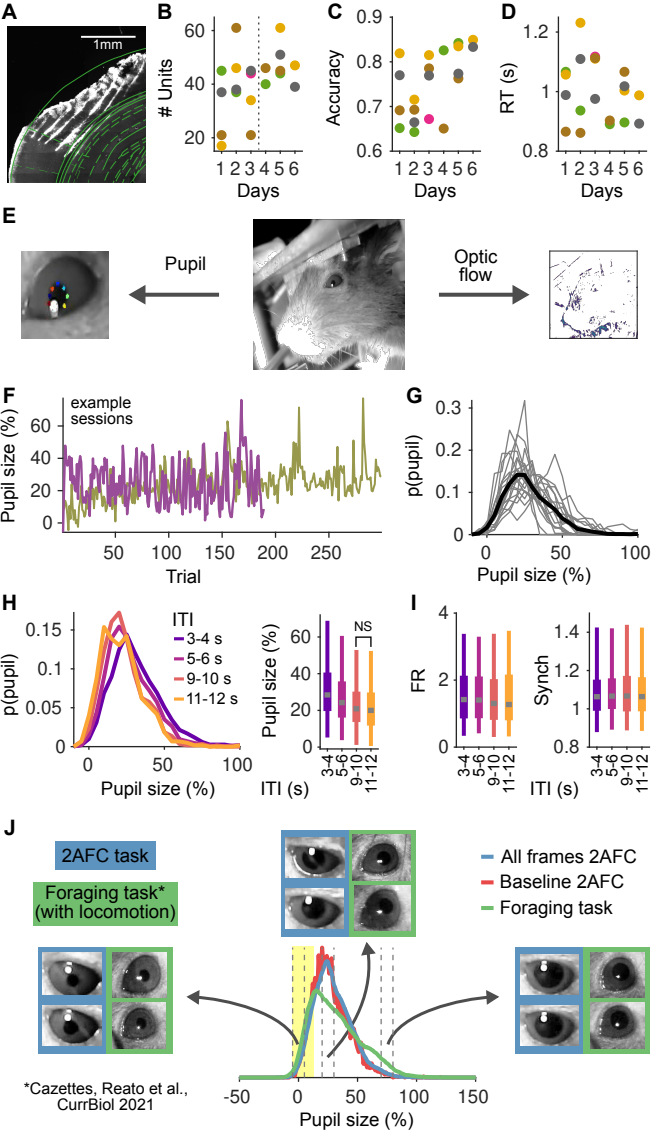 A
1mm
B
# Units
60
40
20
1 2 3 4 5 6
Days
C
Accuracy
0.9
0.8
0.7
0.6
1 2 3 4 5 6
Days
D
RT (s)
1.2
1
0.8
1 2 3 4 5 6
Days
E
Pupil
Optic
flow
F
example
sessions
Pupil size (%)
60
40
20
0
50 100 150 200 250
Trial
G
p(pupil)
0.3
0.2
0.1
0
0 50 100
Pupil size (%)
H
ITI
3-4 s
5-6 s
9-10 s
11-12 s
p(pupil)
0.15
0.1
0.05
0
0 50 100
Pupil size (%)
NS
Pupil size (%)
60
40
20
0
3-4
5-6
9-10
11-12
ITI (s)
I
FR
4
2
0
3-4
5-6
9-10
11-12
Synch
1.4
1.2
1
0.8
3-4
5-6
9-10
11-12
ITI (s)
J
2AFC task
Foraging task*
(with locomotion)
All frames 2AFC
Baseline 2AFC
Foraging task
*Cazettes, Reato et al.,
CurrBiol 2021
-50 0 50 100 150
Pupil size (%)